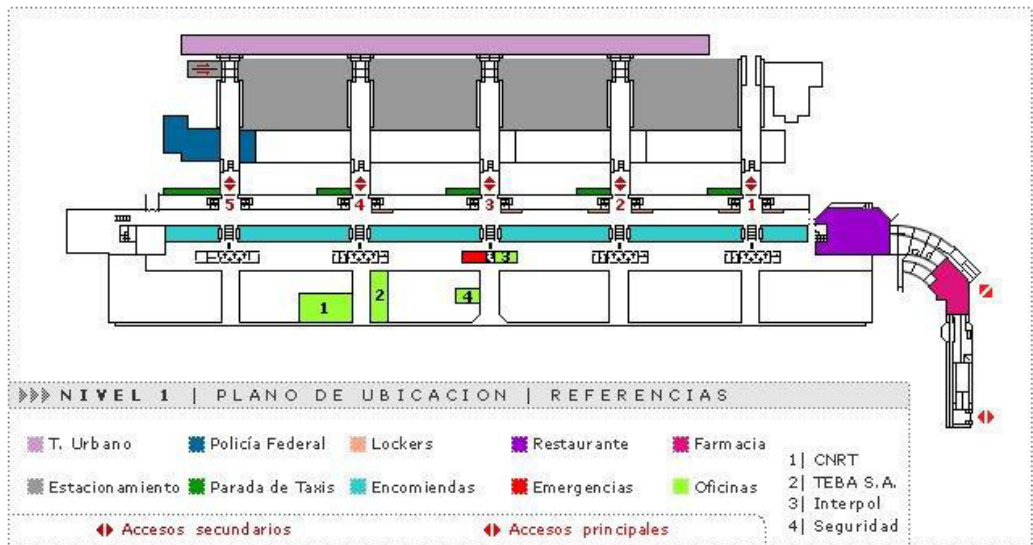 5 4 3 2 1
3
1 2 4
NIVEL 1 | PLANO DE UBICACION | REFERENCIAS
T. Urbano Policía Federal Lockers Restaurante Farmacia
Estacionamiento Parada de Taxis Encomiendas Emergencias Oficinas
1| CNRT
2| TEBA S.A.
3| Interpol
4| Seguridad
Accesos secundarios Accesos principales